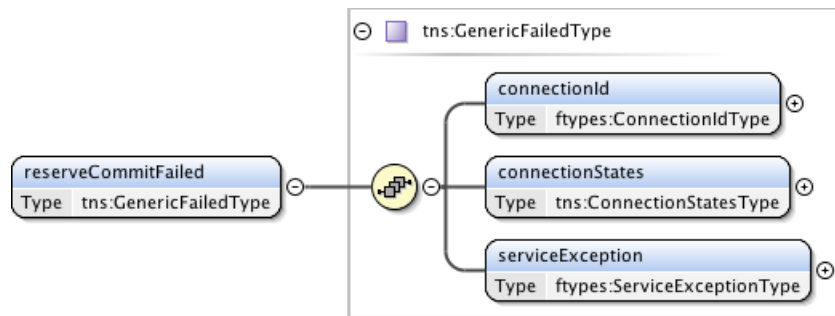 tns:GenericFailedType
connectionId
Type ftypes:ConnectionIdType
reserveCommitFailed
Type tns:GenericFailedType
connectionStates
Type tns:ConnectionStatesType
serviceException
Type ftypes:ServiceExceptionType